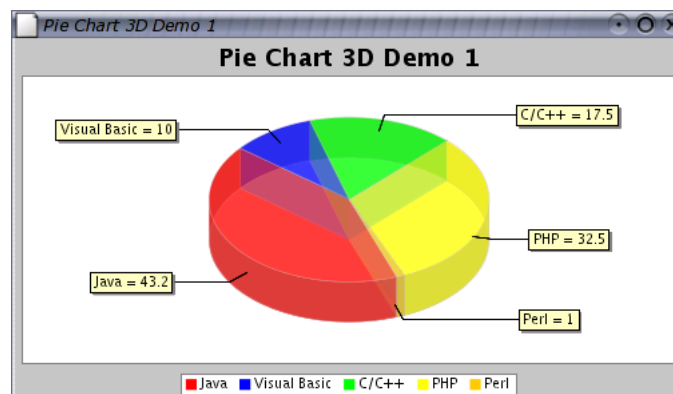 Pie Chart 3D Demo 1
Pie Chart 3D Demo 1
C/C++ = 17.5
Visual Basic = 10
PHP = 32.5
Java = 43.2
Perl = 1
Java Visual Basic C/C++ PHP Perl